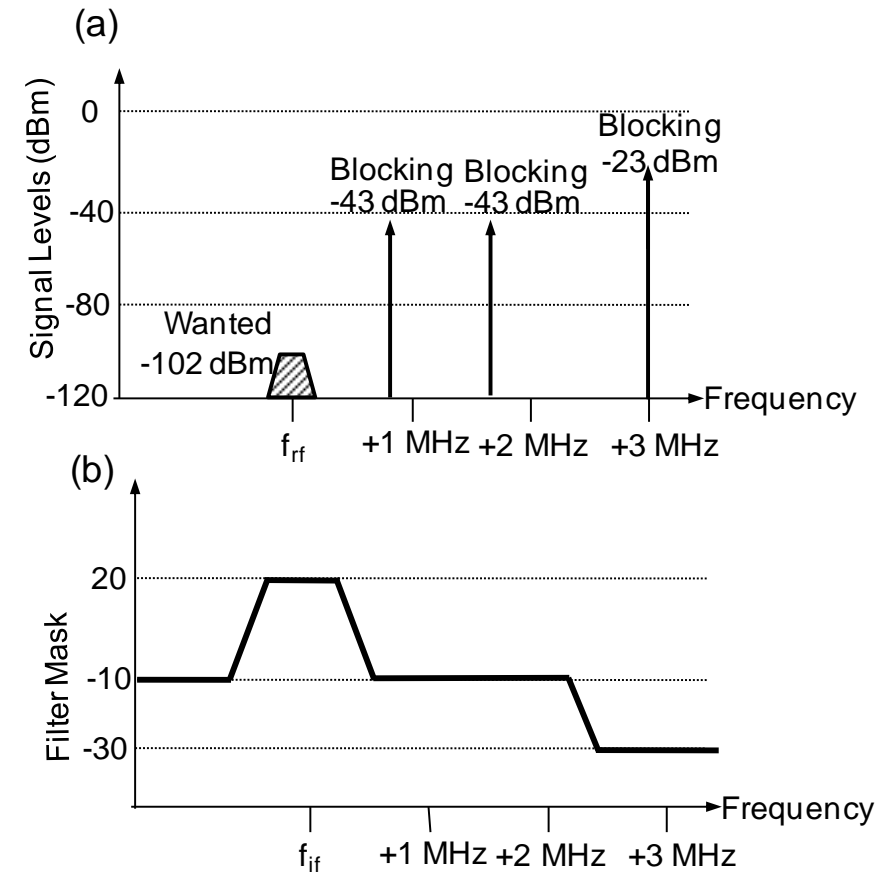 (a)
Signal Levels (dBm)
0
-40
-80
-120
Blocking
-43 dBm
Blocking
-43 dBm
Blocking
-23 dBm
Wanted
-102 dBm
Frequency
frf
+1 MHz
+2 MHz
+3 MHz
(b)
Filter Mask
20
-10
-30
Frequency
fif
+1 MHz
+2 MHz
+3 MHz